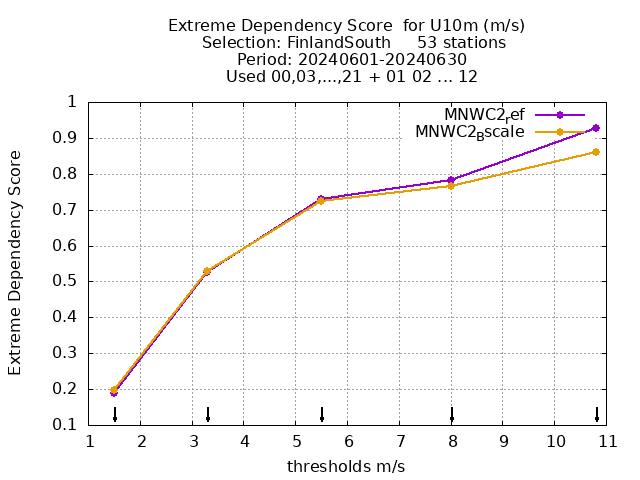 Extreme Dependency Score  for U10m (m/s)
Selection: FinlandSouth     53 stations
Period: 20240601-20240630
Used 00,03,...,21 + 01 02 ... 12
MNWC2ref
MNWC2Bscale
1
0.9
0.8
0.7
0.6
0.5
0.4
0.3
0.2
0.1
Extreme Dependency Score
1 2 3 4 5 6 7 8 9 10 11
thresholds m/s